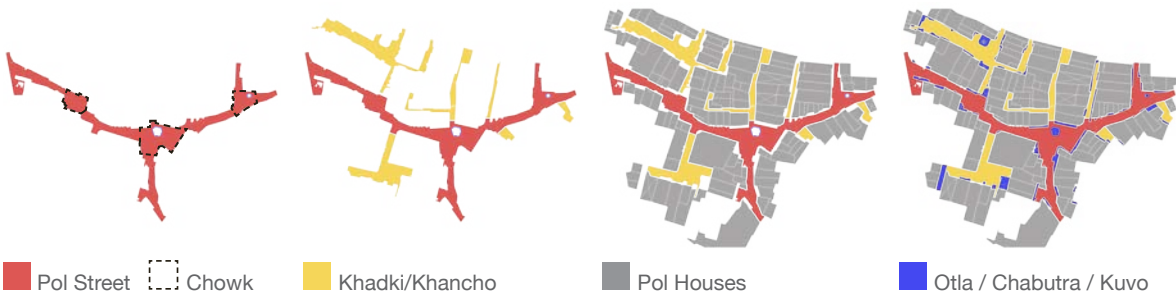 Pol Street
Chowk
Khadki/Khancho
Pol Houses
Otla / Chabutra / Kuvo